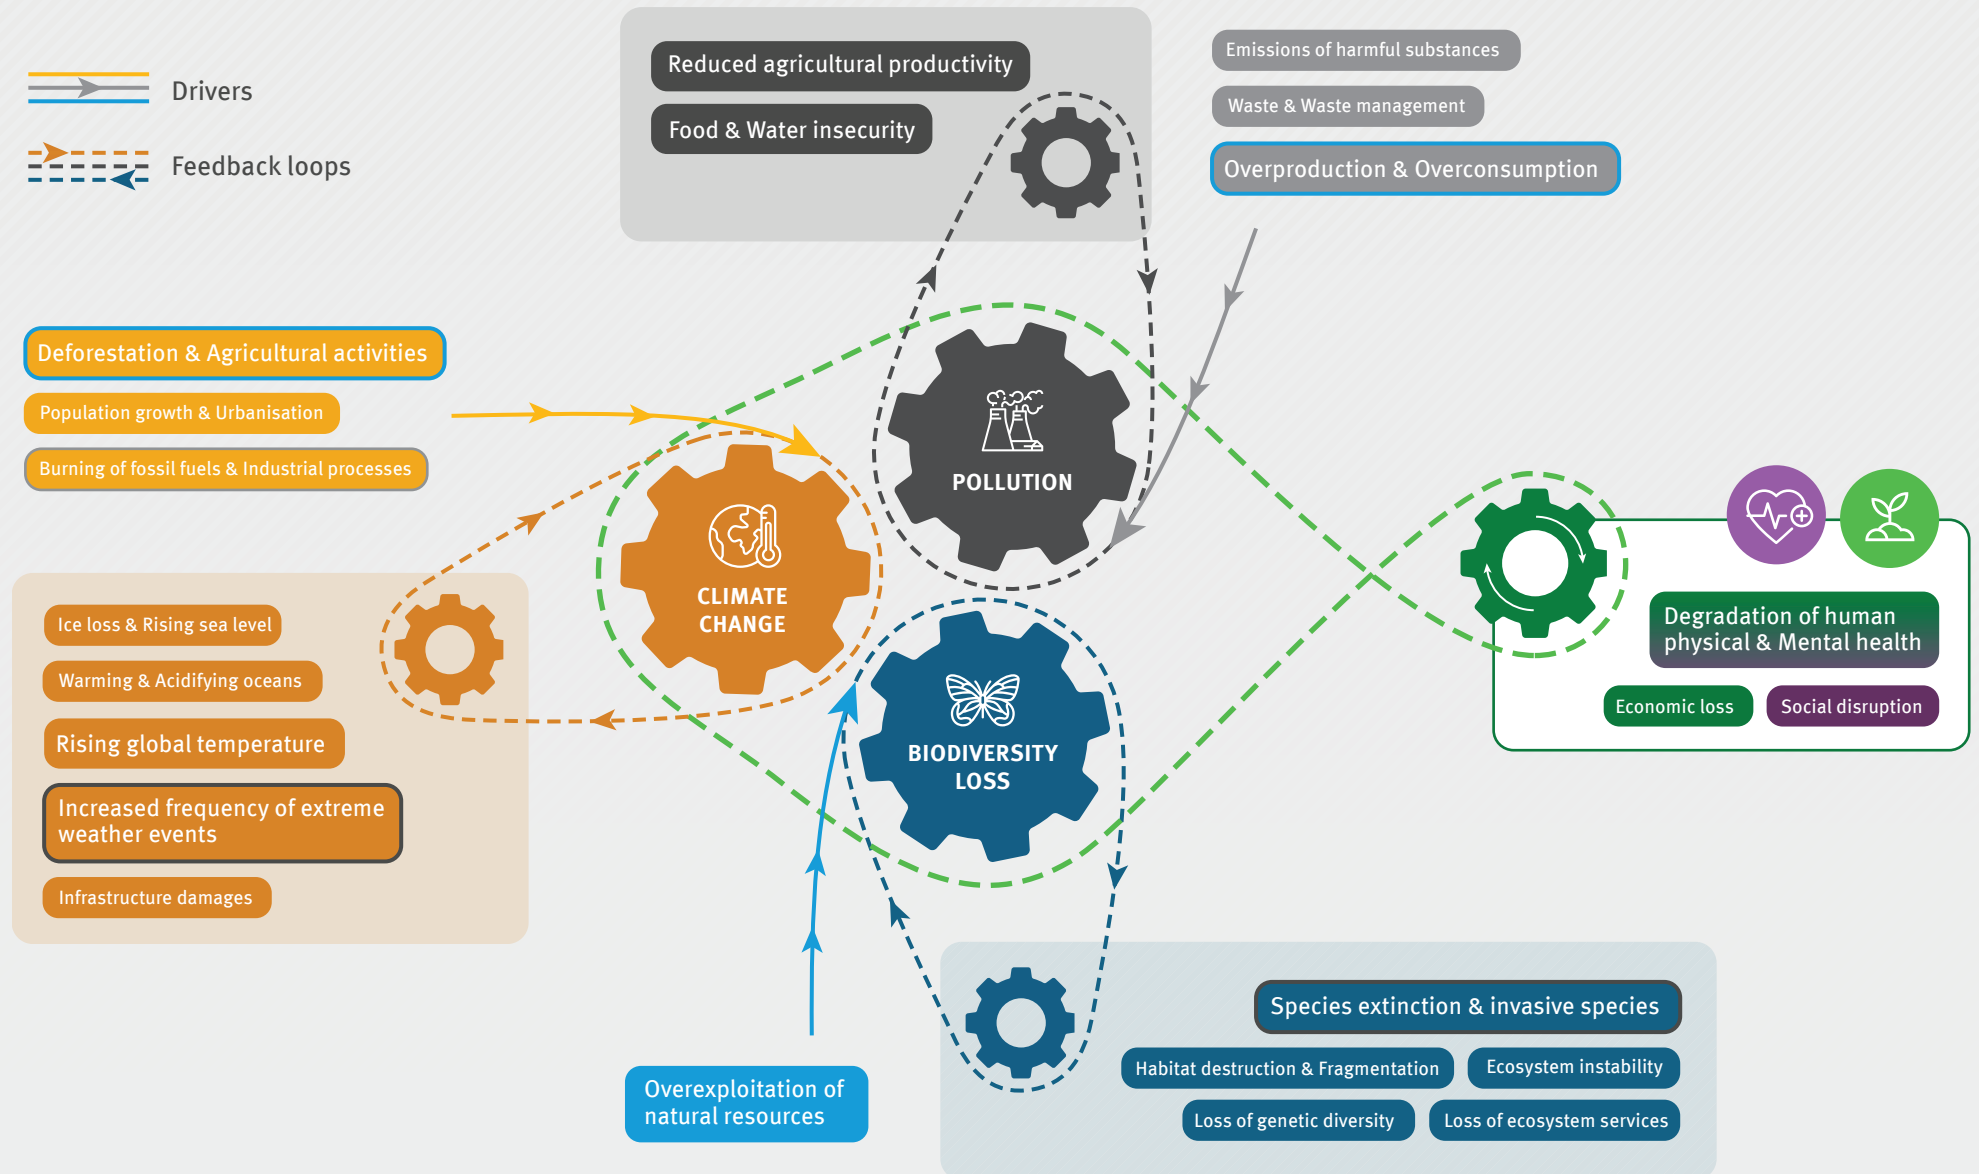 Drivers
Feedback loops
Reduced agricultural productivity
Food & Water insecurity
Emissions of harmful substances
Waste & Waste management
Overproduction & Overconsumption
Deforestation & Agricultural activities
Population growth & Urbanisation
Burning of fossil fuels & Industrial processes
POLLUTION
CLIMATE
CHANGE
BIODIVERSITY
LOSS
Degradation of human
physical & Mental health
Economic loss
Social disruption
Ice loss & Rising sea level
Warming & Acidifying oceans
Rising global temperature
Increased frequency of extreme
weather events
Infrastructure damages
Overexploitation of
natural resources
Species extinction & invasive species
Habitat destruction & Fragmentation
Ecosystem instability
Loss of genetic diversity
Loss of ecosystem services